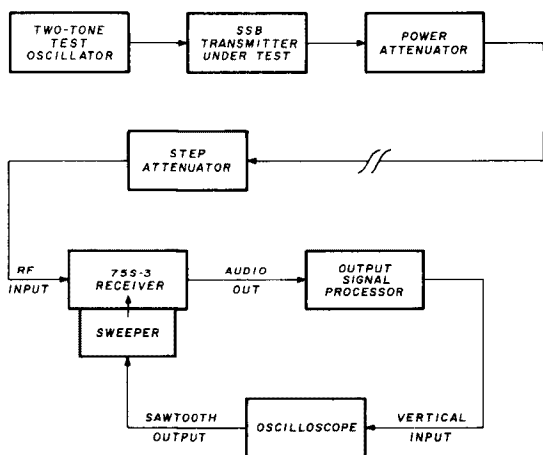 TWO-TONE
TEST
OSCILLATOR
SSB
TRANSMITTER
UNDER TEST
POWER
ATTENUATOR
STEP
ATTENUATOR
RF
INPUT
75S-3
RECEIVER
AUDIO
OUT
OUTPUT
SIGNAL
PROCESSOR
SWEEPER
SAWTOOTH
OUTPUT
OSCILLOSCOPE
VERTICAL
INPUT